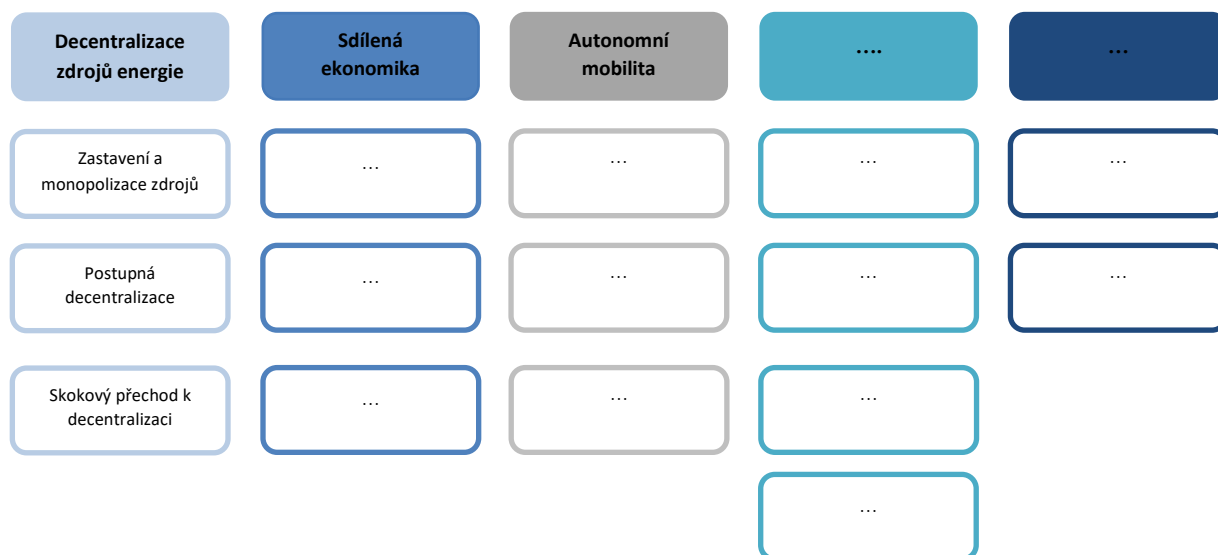 Decentralizace
zdrojů energie
Sdílená
ekonomika
Autonomní
mobilita
….
…
Zastavení a
monopolizace zdrojů
…
…
…
…
Postupná
decentralizace
…
…
…
…
Skokový přechod k
decentralizaci
…
…
…
…